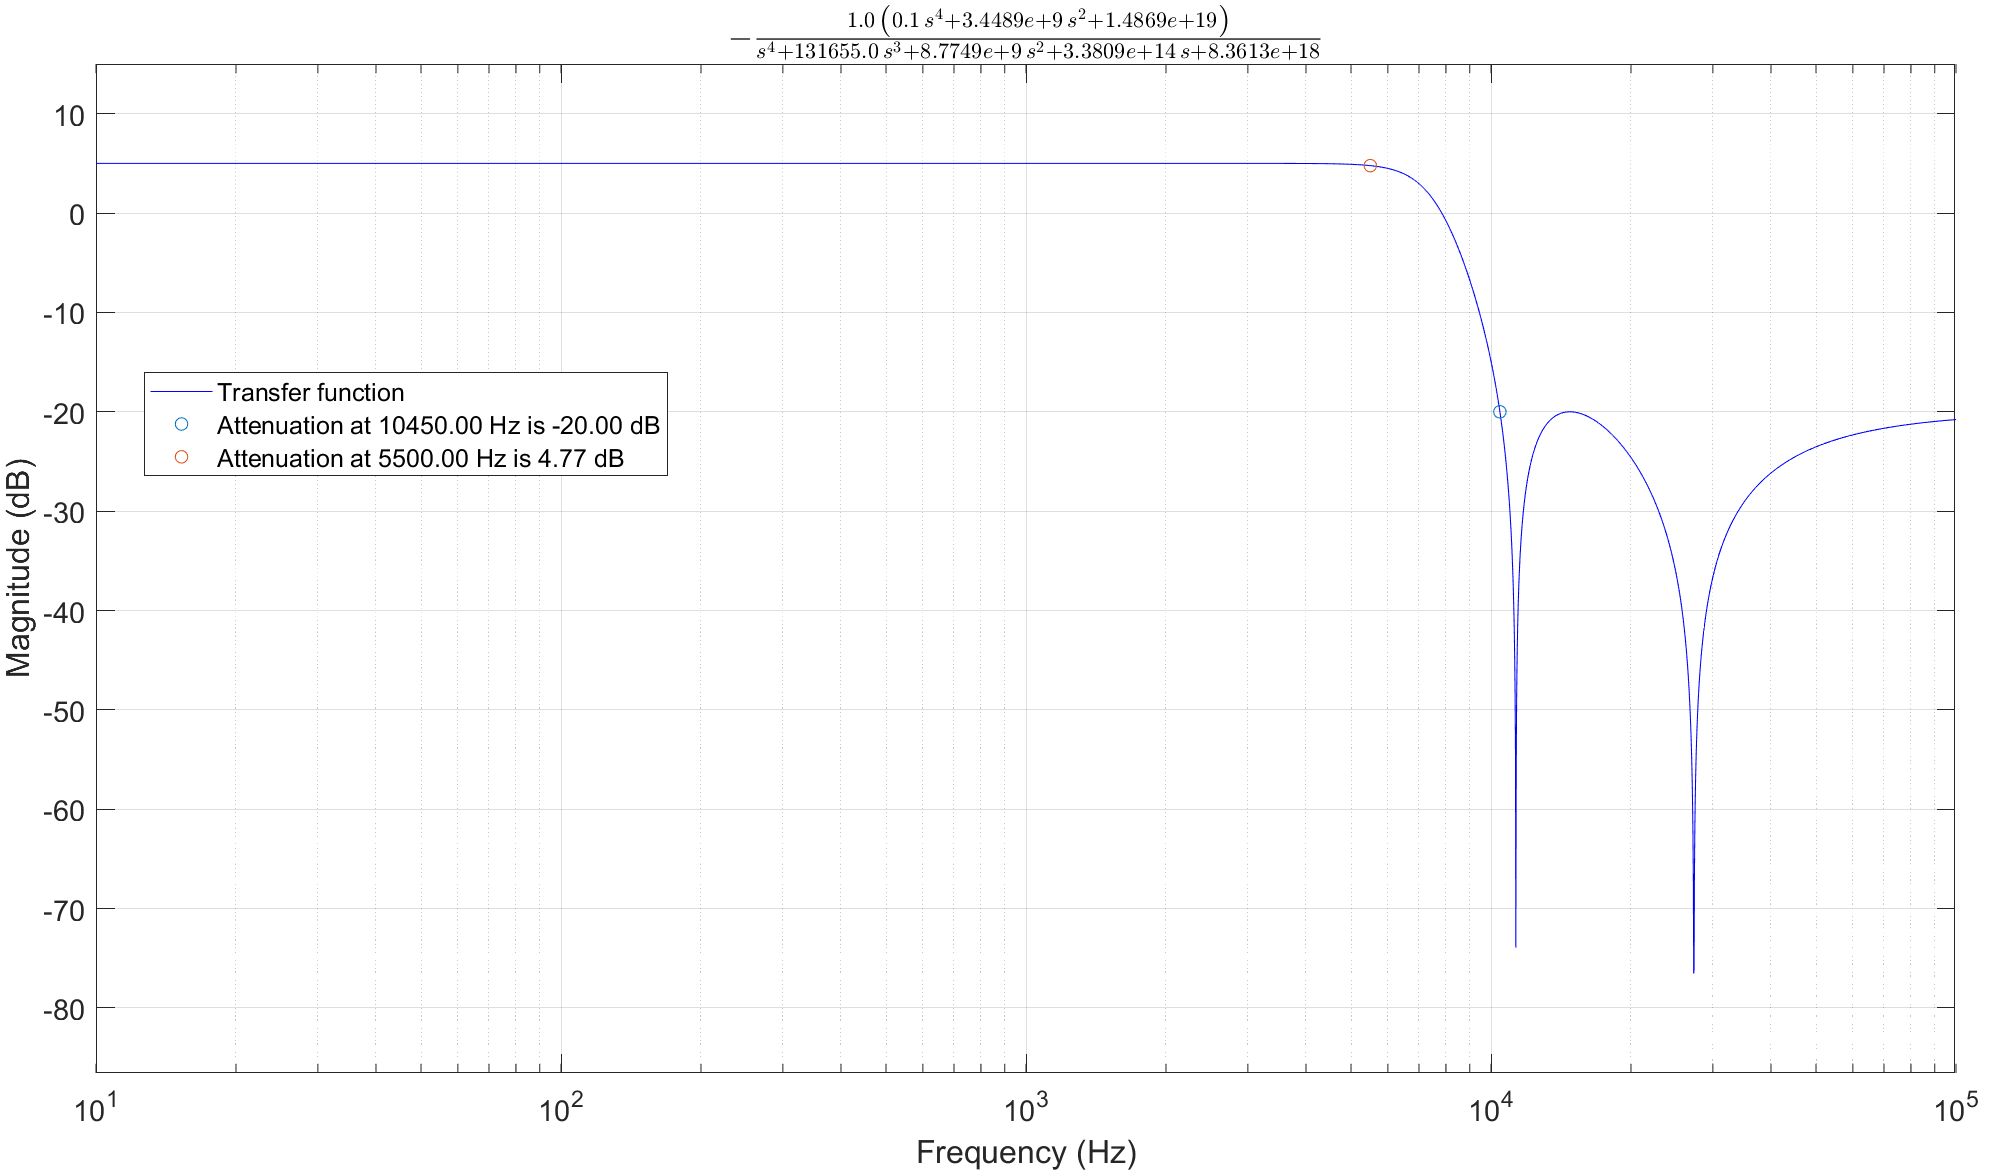 −1.0 (0.1 s⁴+3.4489e+9 s²+1.4869e+19)
s⁴+131655.0 s³+8.7749e+9 s²+3.3809e+14 s+8.3613e+18
10
0
-10
-20
-30
-40
-50
-60
-70
-80
Magnitude (dB)
Transfer function
Attenuation at 10450.00 Hz is -20.00 dB
Attenuation at 5500.00 Hz is 4.77 dB
10¹ 10² 10³ 10⁴ 10⁵
Frequency (Hz)